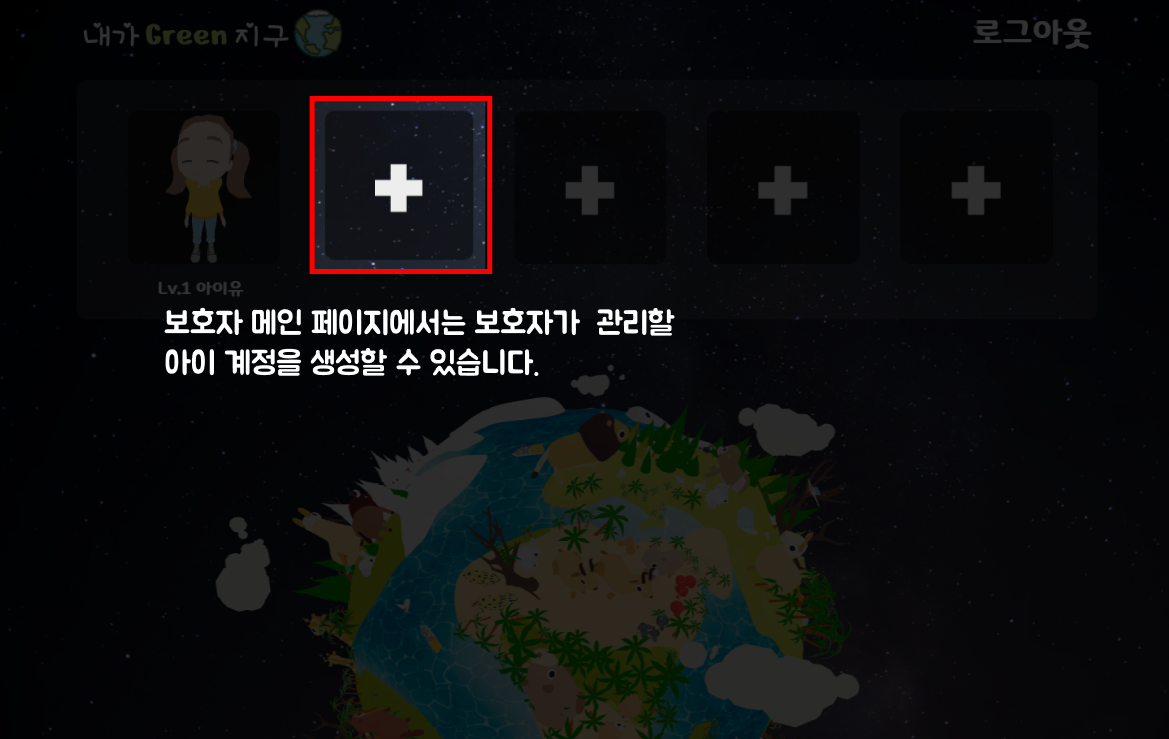 내가 Green 지구
로그아웃
Lv.1 아이유
보호자 메인 페이지에서는 보호자가 관리할
아이 계정을 생성할 수 있습니다.